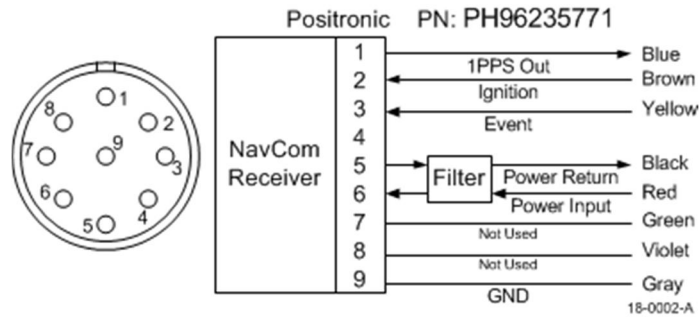 Positronic PN: PH96235771
1
2
3
4
5
6
7
8
9
NavCom
Receiver
1
2
3
4
5
6
7
8
9
1PPS Out
Blue
Ignition
Brown
Event
Yellow
Filter
Power Return
Black
Power Input
Red
Not Used
Green
Not Used
Violet
GND
Gray
18-0002-A